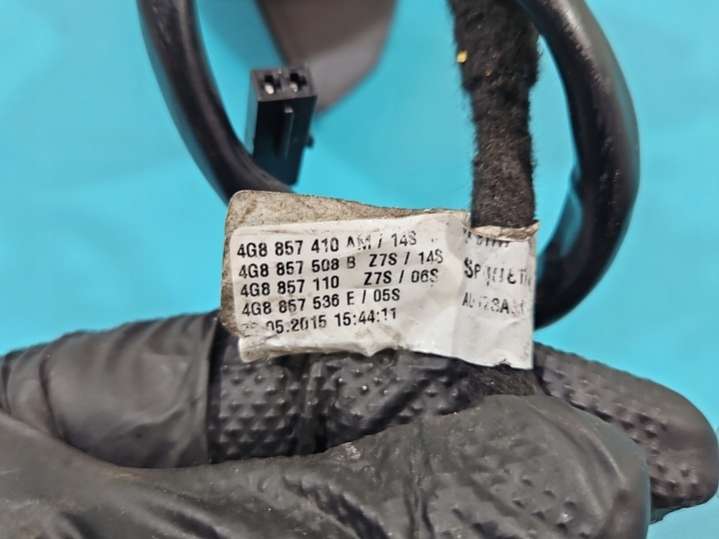 4G8 857 410 AM / 14S
4G8 857 508 B Z7S / 14S
4G8 857 110 Z7S / 06S
4G8 857 536 E / 05S
.05.2015 15:44:11